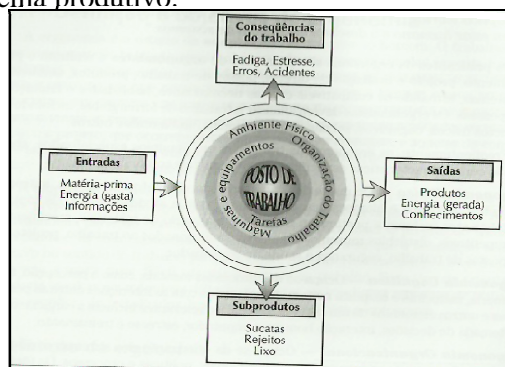 ema produtivo.
Conseqüências
do trabalho
Fadiga, Estresse,
Erros, Acidentes
Entradas
Matéria-prima
Energia (gasta)
Informações
Ambiente Físico
Organização do Trabalho
Máquinas e equipamentos
POSTO DE
TRABALHO
Tarefas
Saídas
Produtos
Energia (gerada)
Conhecimentos
Subprodutos
Sucatas
Rejeitos
Lixo